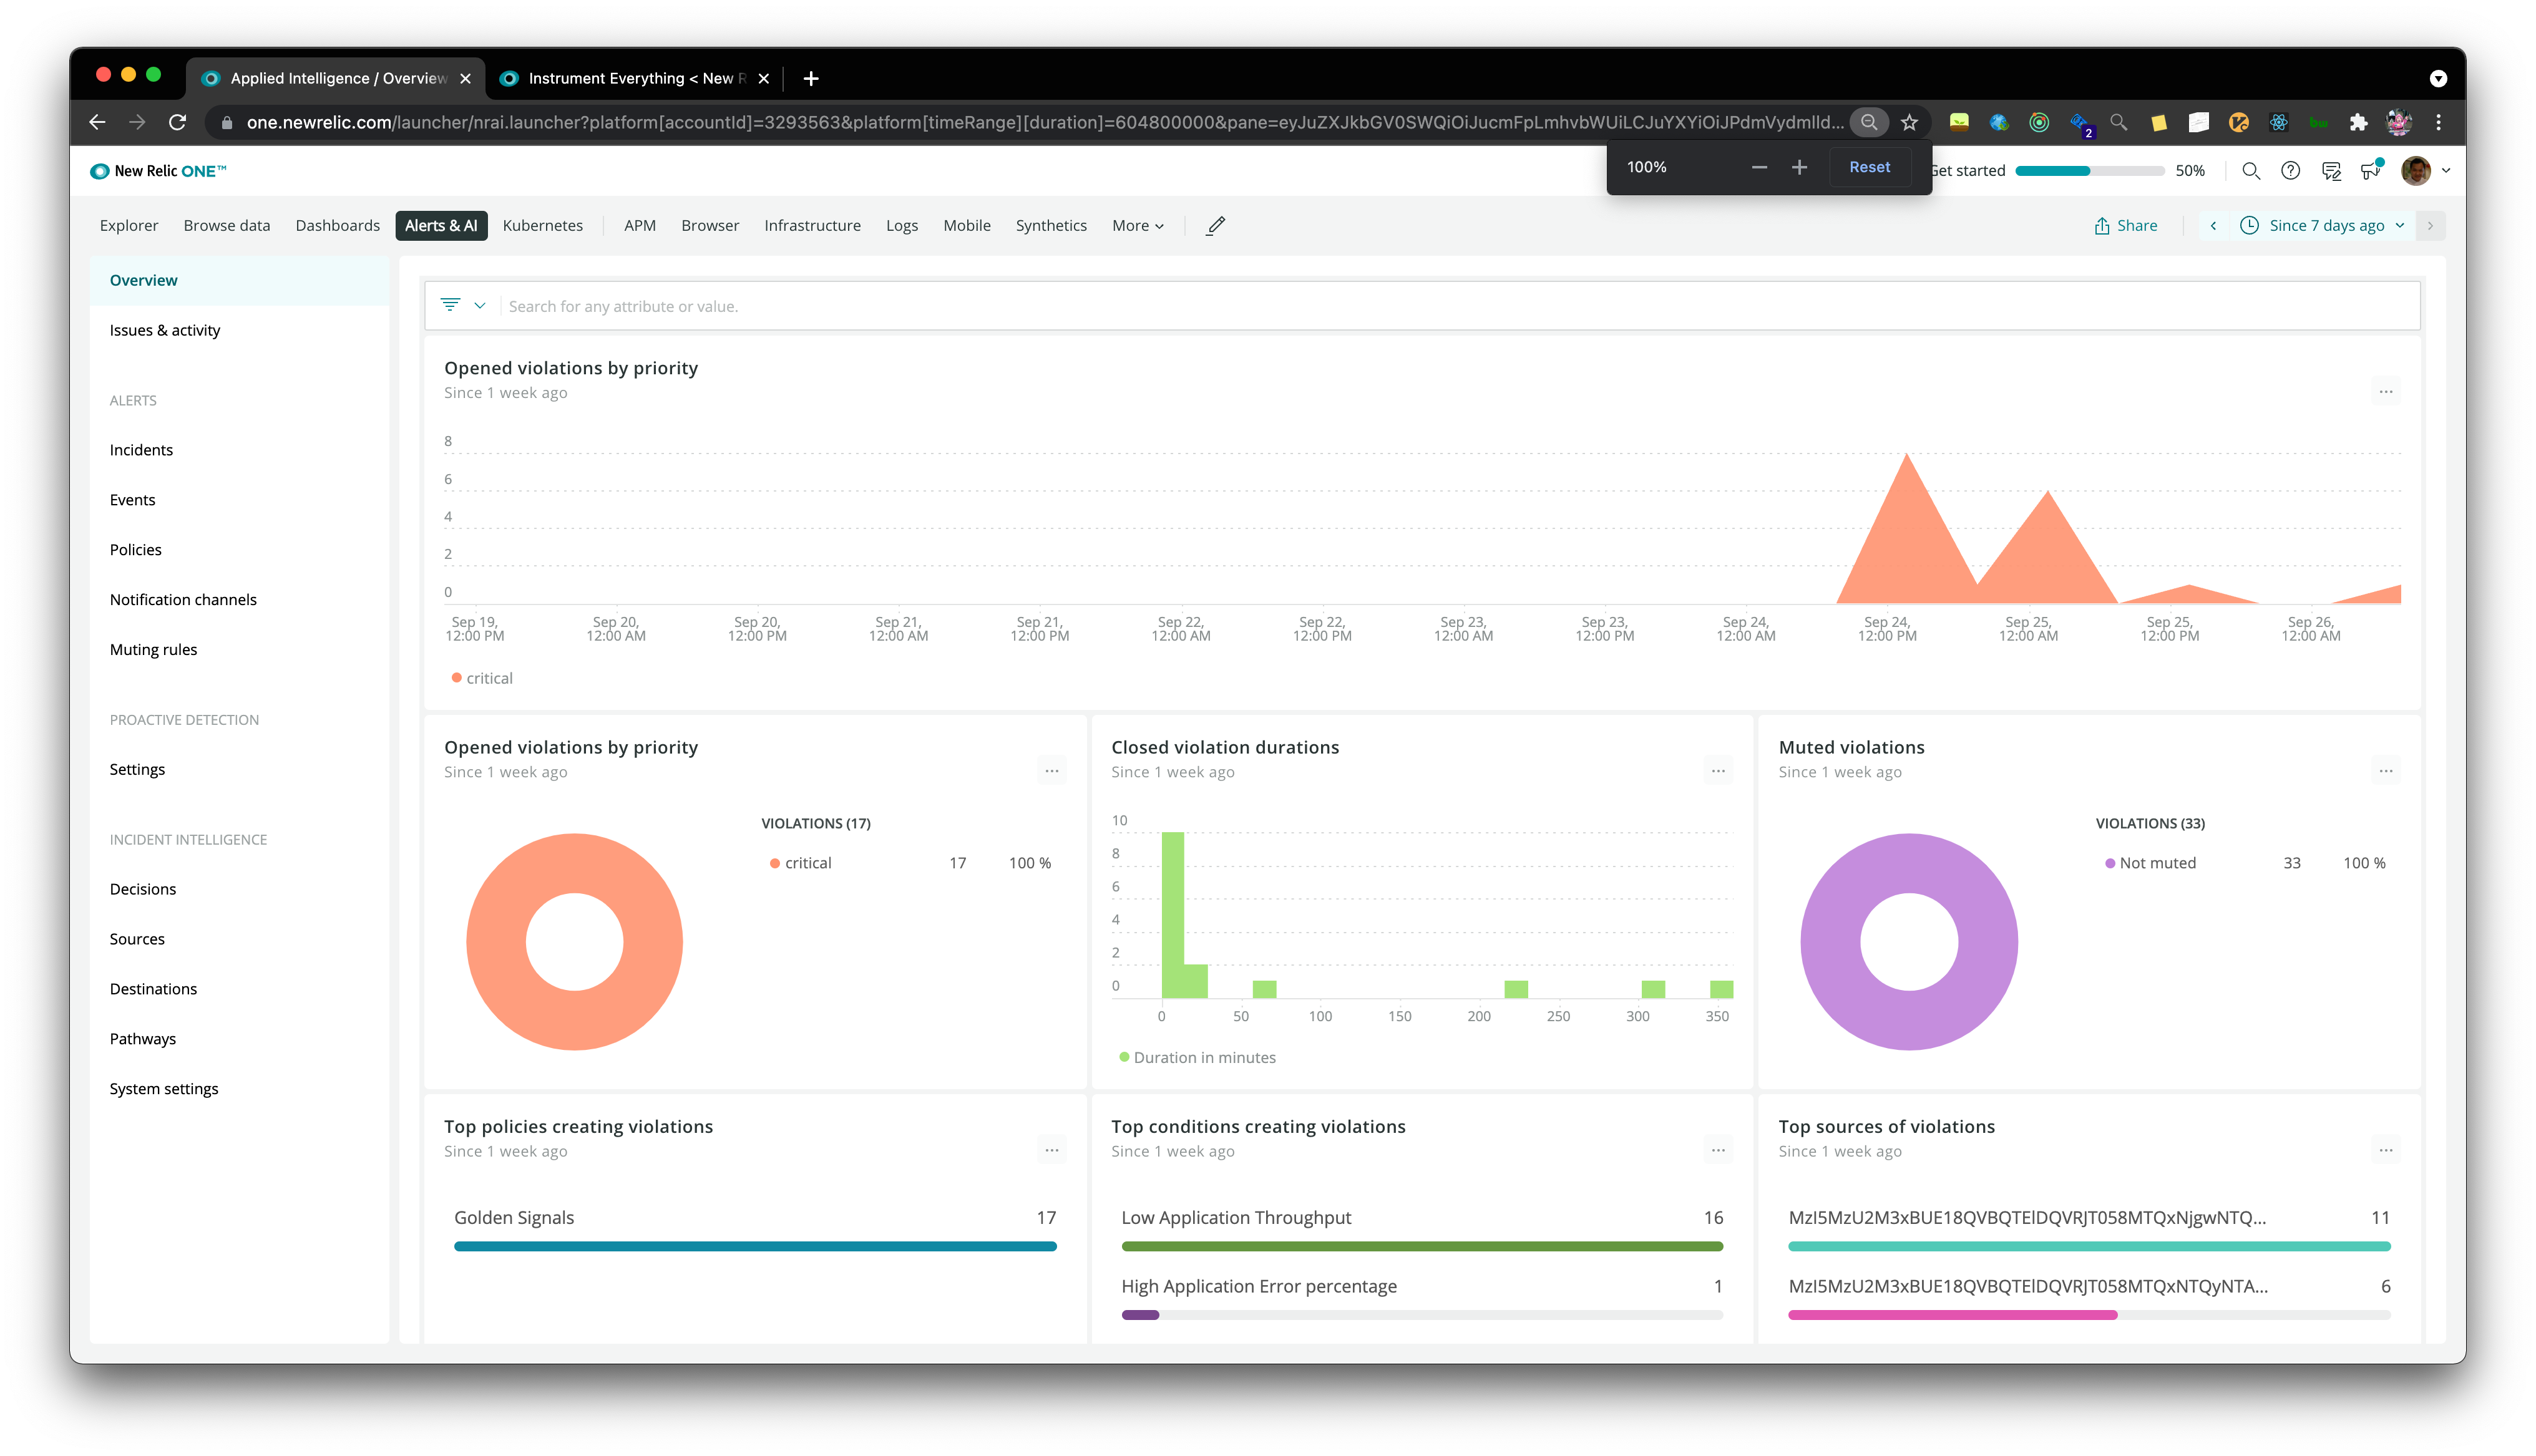 Applied Intelligence / Overview
Instrument Everything < New R
one.newrelic.com/launcher/nrai.launcher?platform[accountId]=3293563&platform[timeRange][duration]=604800000&pane=eyJuZXJkbGV0SWQiOiJucmFpLmhvbWUiLCJuYXYiOiJPdmVydmlld...
2
100%
Reset
New Relic ONE™
Get started
50%
Explorer
Browse data
Dashboards
Alerts & AI
Kubernetes
APM
Browser
Infrastructure
Logs
Mobile
Synthetics
More
Share
Since 7 days ago
Overview
Issues & activity
ALERTS
Incidents
Events
Policies
Notification channels
Muting rules
PROACTIVE DETECTION
Settings
INCIDENT INTELLIGENCE
Decisions
Sources
Destinations
Pathways
System settings
Search for any attribute or value.
Opened violations by priority
Since 1 week ago
8
6
4
2
0
Sep 19,
12:00 PM
Sep 20,
12:00 AM
Sep 20,
12:00 PM
Sep 21,
12:00 AM
Sep 21,
12:00 PM
Sep 22,
12:00 AM
Sep 22,
12:00 PM
Sep 23,
12:00 AM
Sep 23,
12:00 PM
Sep 24,
12:00 AM
Sep 24,
12:00 PM
Sep 25,
12:00 AM
Sep 25,
12:00 PM
Sep 26,
12:00 AM
critical
Opened violations by priority
Since 1 week ago
VIOLATIONS (17)
critical 17 100 %
Closed violation durations
Since 1 week ago
10
8
6
4
2
0
0 50 100 150 200 250 300 350
Duration in minutes
Muted violations
Since 1 week ago
VIOLATIONS (33)
Not muted 33 100 %
Top policies creating violations
Since 1 week ago
Golden Signals 17
Top conditions creating violations
Since 1 week ago
Low Application Throughput 16
High Application Error percentage 1
Top sources of violations
Since 1 week ago
MzI5MzU2M3xBUE18QVBQTElDQVRJT058MTQxNjgwNTQ... 11
MzI5MzU2M3xBUE18QVBQTElDQVRJT058MTQxNTQyNTA... 6